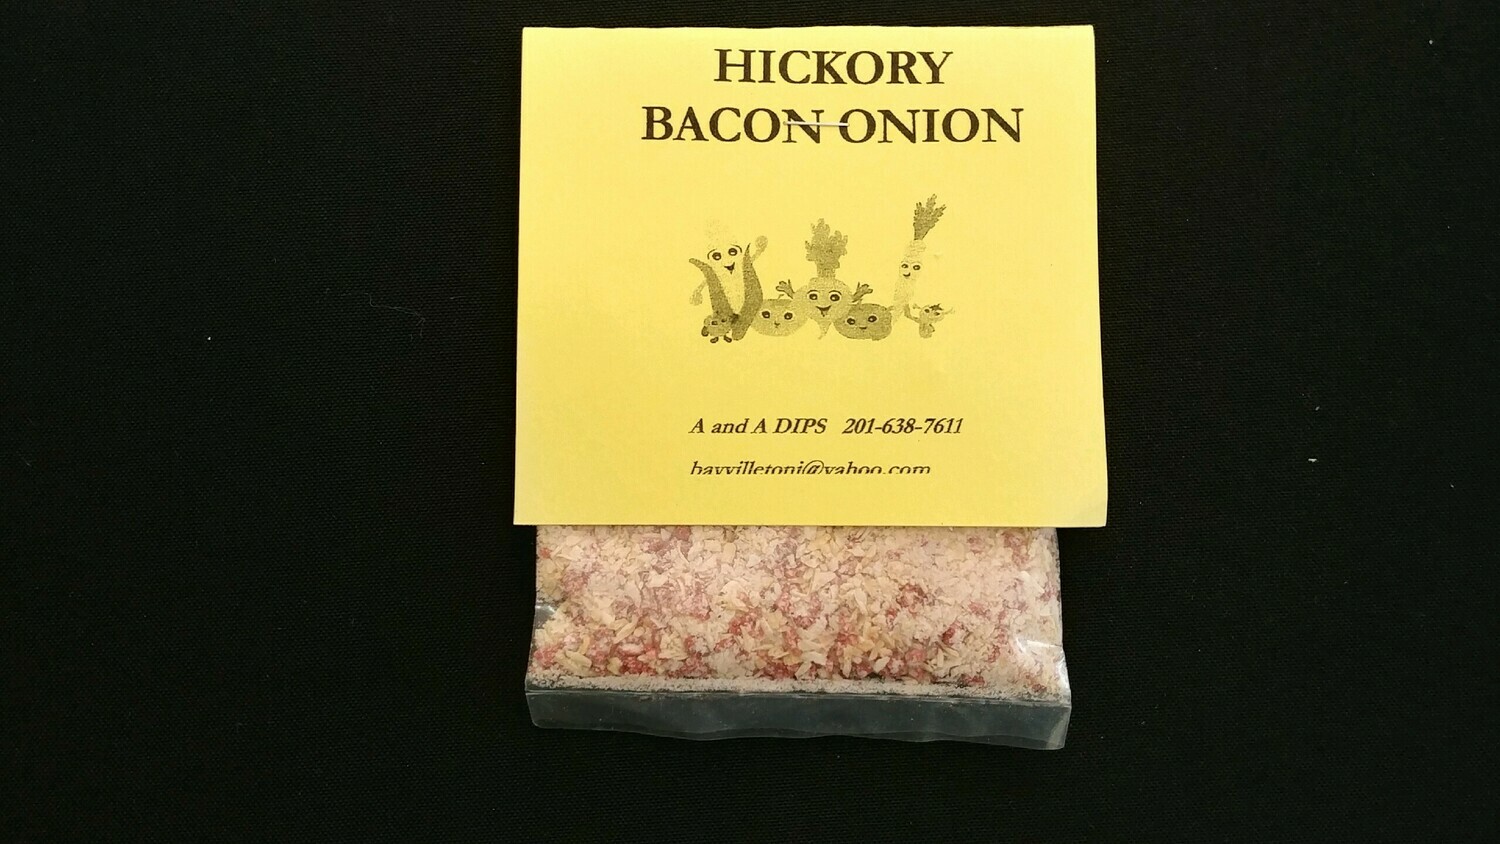 HICKORY
BACON ONION
A and A DIPS 201-638-7611
bayvilletoni@yahoo.com